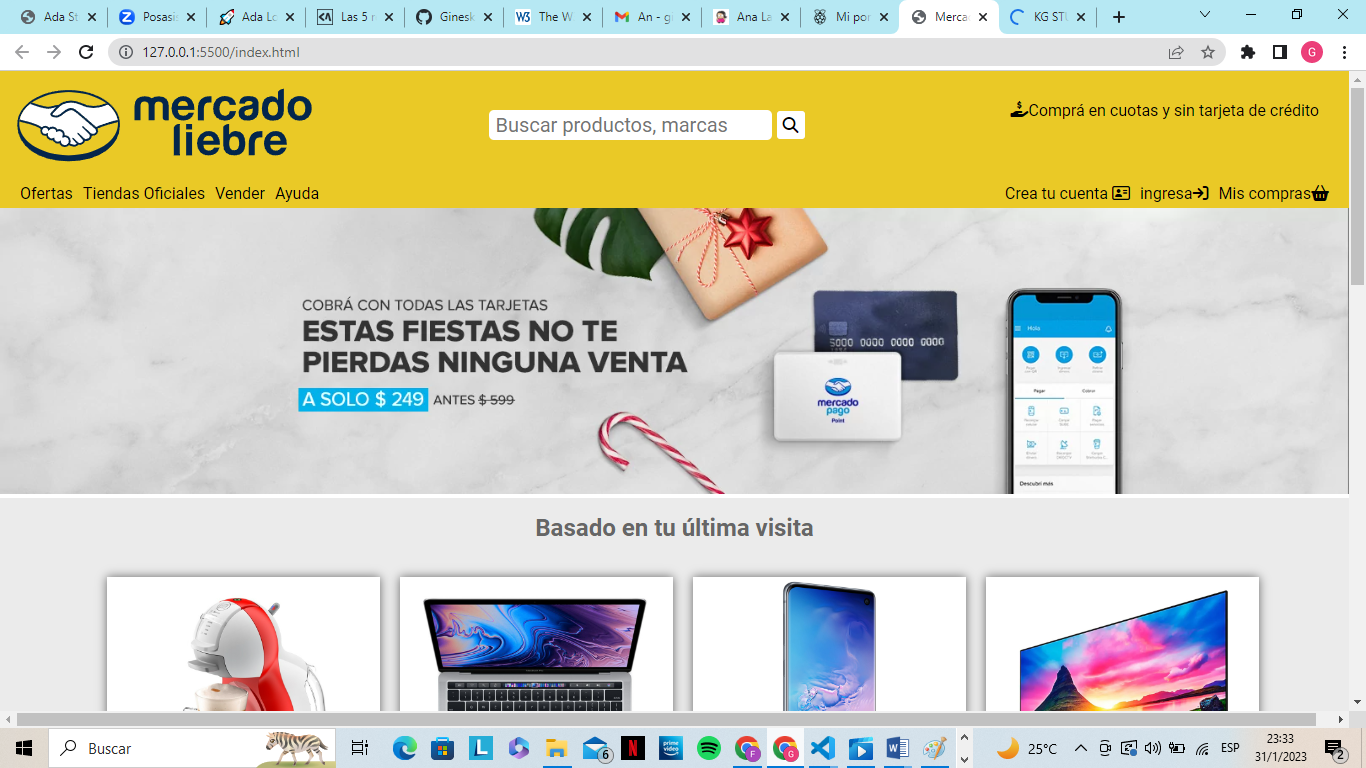 Ada St
Posasis
Ada Lo
Las 5 r
Ginesk
The W
An - gi
Ana La
Mi por
Merca
KG STU
127.0.0.1:5500/index.html
G
mercado
liebre
Buscar productos, marcas
Comprá en cuotas y sin tarjeta de crédito
Ofertas Tiendas Oficiales Vender Ayuda
Crea tu cuenta ingresa Mis compras
COBRÁ CON TODAS LAS TARJETAS
ESTAS FIESTAS NO TE
PIERDAS NINGUNA VENTA
A SOLO $ 249 ANTES $ 599
5000 0000 0000 0000
mercado
pago
Point
Hola
Pagar Cobrar
Descubrí más
Basado en tu última visita
Buscar
6
25°C
ESP
23:33
31/1/2023
2